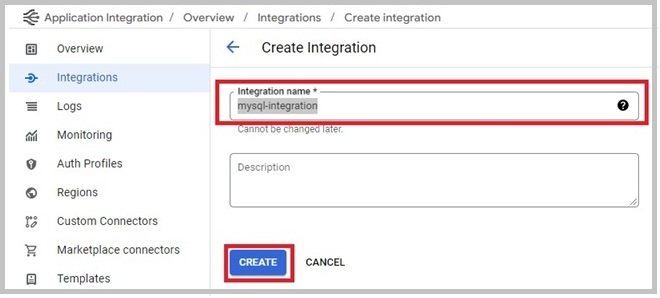 Application Integration / Overview / Integrations / Create integration
Overview
Integrations
Logs
Monitoring
Auth Profiles
Regions
Custom Connectors
Marketplace connectors
Templates
Create Integration
Integration name *
mysql-integration
?
Cannot be changed later.
Description
CREATE CANCEL